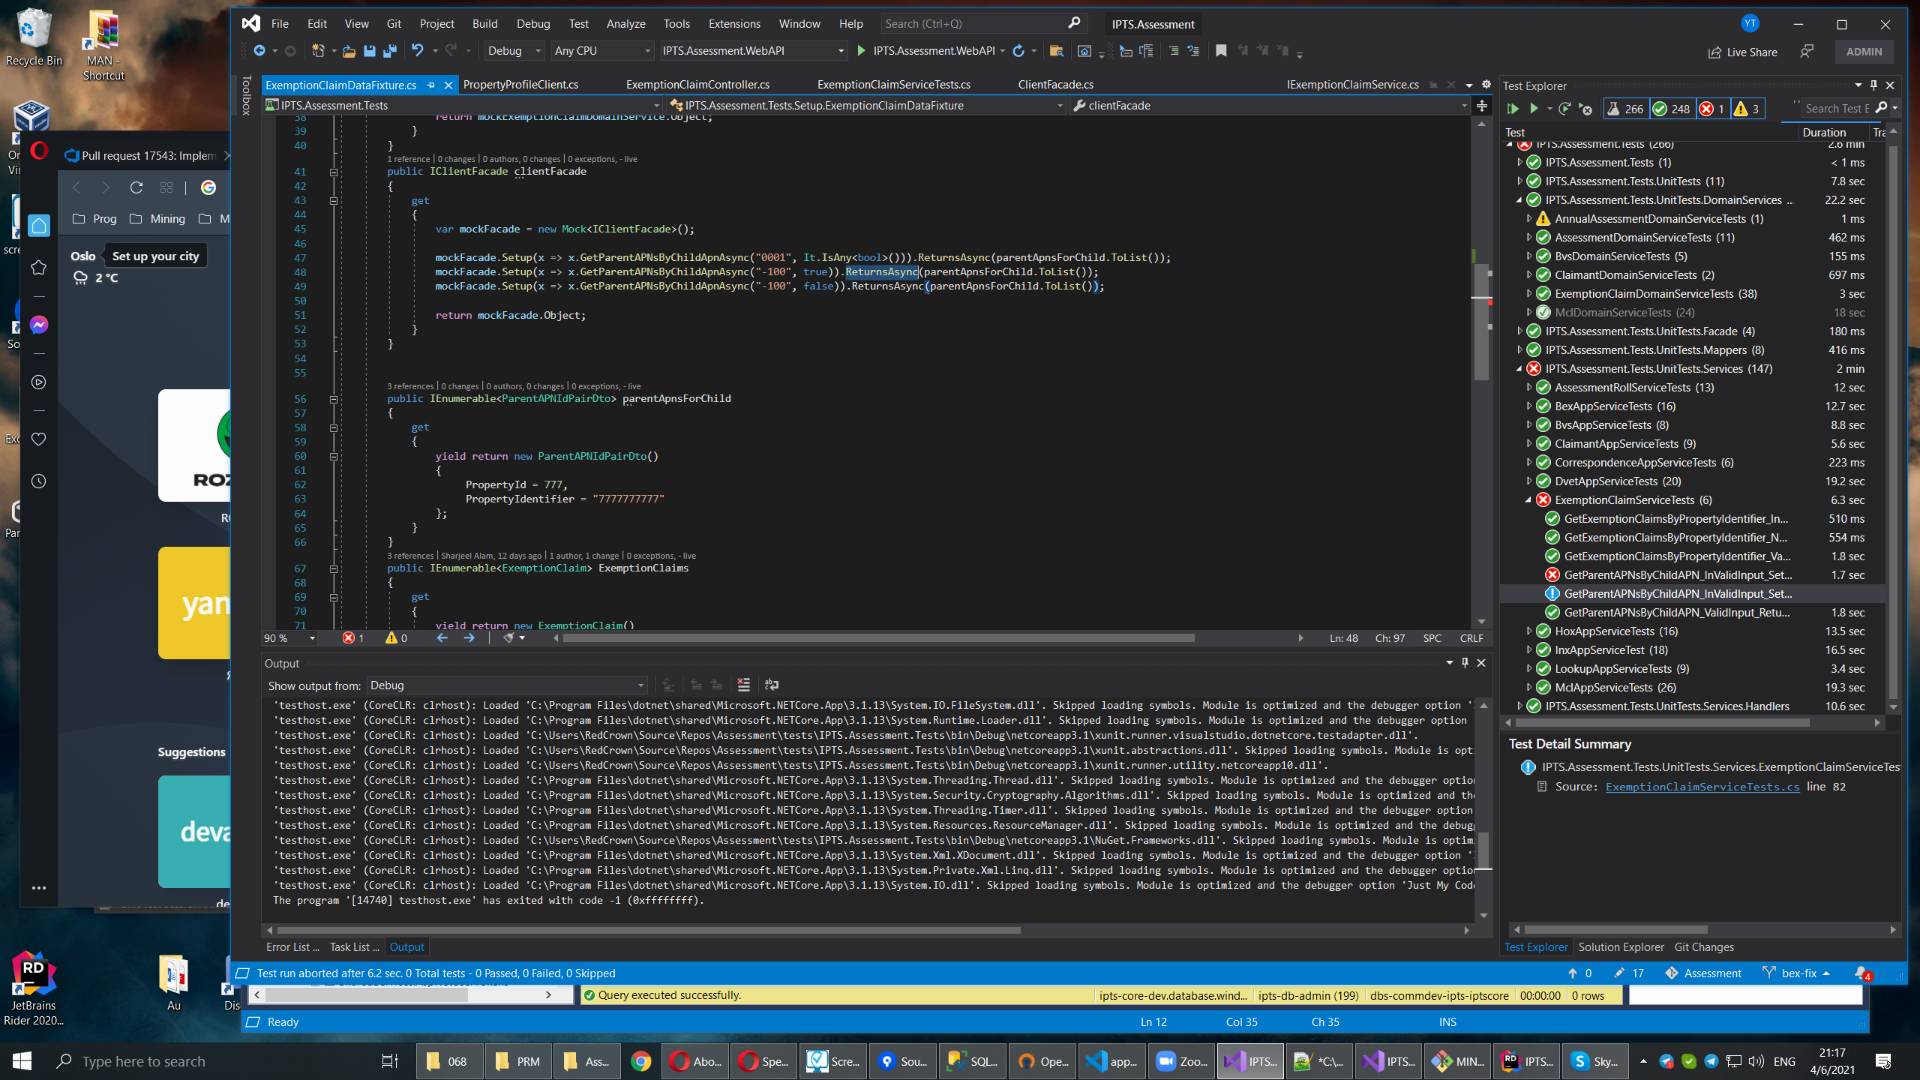 Recycle Bin
MAN - Shortcut
File Edit View Git Project Build Debug Test Analyze Tools Extensions Window Help Search (Ctrl+Q) IPTS.Assessment YT
Debug Any CPU IPTS.Assessment.WebAPI IPTS.Assessment.WebAPI Live Share ADMIN
Toolbox
ExemptionClaimDataFixture.cs PropertyProfileClient.cs ExemptionClaimController.cs ExemptionClaimServiceTests.cs ClientFacade.cs IExemptionClaimService.cs
IPTS.Assessment.Tests IPTS.Assessment.Tests.Setup.ExemptionClaimDataFixture clientFacade
38 return mockExemptionClaimDomainService.Object;
39 }
40 }
1 reference | 0 changes | 0 authors, 0 changes | 0 exceptions, - live
41 public IClientFacade clientFacade
42 {
43 get
44 {
45 var mockFacade = new Mock<IClientFacade>();
46
47 mockFacade.Setup(x => x.GetParentAPNsByChildApnAsync("0001", It.IsAny<bool>())).ReturnsAsync(parentApnsForChild.ToList());
48 mockFacade.Setup(x => x.GetParentAPNsByChildApnAsync("-100", true)).ReturnsAsync(parentApnsForChild.ToList());
49 mockFacade.Setup(x => x.GetParentAPNsByChildApnAsync("-100", false)).ReturnsAsync(parentApnsForChild.ToList());
50
51 return mockFacade.Object;
52 }
53 }
54
55
3 references | 0 changes | 0 authors, 0 changes | 0 exceptions, - live
56 public IEnumerable<ParentAPNIdPairDto> parentApnsForChild
57 {
58 get
59 {
60 yield return new ParentAPNIdPairDto()
61 {
62 PropertyId = 777,
63 PropertyIdentifier = "7777777777"
64 };
65 }
66 }
3 references | Sharjeel Alam, 12 days ago | 1 author, 1 change | 0 exceptions, - live
67 public IEnumerable<ExemptionClaim> ExemptionClaims
68 {
69 get
70 {
71 yield return new ExemptionClaim()
90 % 1 0 Ln: 48 Ch: 97 SPC CRLF
Output
Show output from: Debug
'testhost.exe' (CoreCLR: clrhost): Loaded 'C:\Program Files\dotnet\shared\Microsoft.NETCore.App\3.1.13\System.IO.FileSystem.dll'. Skipped loading symbols. Module is optimized and the debugger option '
'testhost.exe' (CoreCLR: clrhost): Loaded 'C:\Program Files\dotnet\shared\Microsoft.NETCore.App\3.1.13\System.Runtime.Loader.dll'. Skipped loading symbols. Module is optimized and the debugger option
'testhost.exe' (CoreCLR: clrhost): Loaded 'C:\Users\RedCrown\Source\Repos\Assessment\tests\IPTS.Assessment.Tests\bin\Debug\netcoreapp3.1\xunit.runner.visualstudio.dotnetcore.testadapter.dll'.
'testhost.exe' (CoreCLR: clrhost): Loaded 'C:\Users\RedCrown\Source\Repos\Assessment\tests\IPTS.Assessment.Tests\bin\Debug\netcoreapp3.1\xunit.abstractions.dll'. Skipped loading symbols. Module is opt
'testhost.exe' (CoreCLR: clrhost): Loaded 'C:\Users\RedCrown\Source\Repos\Assessment\tests\IPTS.Assessment.Tests\bin\Debug\netcoreapp3.1\xunit.runner.utility.netcoreapp10.dll'.
'testhost.exe' (CoreCLR: clrhost): Loaded 'C:\Program Files\dotnet\shared\Microsoft.NETCore.App\3.1.13\System.Threading.Thread.dll'. Skipped loading symbols. Module is optimized and the debugger optio
'testhost.exe' (CoreCLR: clrhost): Loaded 'C:\Program Files\dotnet\shared\Microsoft.NETCore.App\3.1.13\System.Security.Cryptography.Algorithms.dll'. Skipped loading symbols. Module is optimized and the
'testhost.exe' (CoreCLR: clrhost): Loaded 'C:\Program Files\dotnet\shared\Microsoft.NETCore.App\3.1.13\System.Threading.Timer.dll'. Skipped loading symbols. Module is optimized and the debugger option
'testhost.exe' (CoreCLR: clrhost): Loaded 'C:\Program Files\dotnet\shared\Microsoft.NETCore.App\3.1.13\System.Resources.ResourceManager.dll'. Skipped loading symbols. Module is optimized and the debug
'testhost.exe' (CoreCLR: clrhost): Loaded 'C:\Users\RedCrown\Source\Repos\Assessment\tests\IPTS.Assessment.Tests\bin\Debug\netcoreapp3.1\NuGet.Frameworks.dll'. Skipped loading symbols. Module is optim
'testhost.exe' (CoreCLR: clrhost): Loaded 'C:\Program Files\dotnet\shared\Microsoft.NETCore.App\3.1.13\System.Xml.XDocument.dll'. Skipped loading symbols. Module is optimized and the debugger option '
'testhost.exe' (CoreCLR: clrhost): Loaded 'C:\Program Files\dotnet\shared\Microsoft.NETCore.App\3.1.13\System.Private.Xml.Linq.dll'. Skipped loading symbols. Module is optimized and the debugger optio
'testhost.exe' (CoreCLR: clrhost): Loaded 'C:\Program Files\dotnet\shared\Microsoft.NETCore.App\3.1.13\System.IO.dll'. Skipped loading symbols. Module is optimized and the debugger option 'Just My Cod
The program '[14740] testhost.exe' has exited with code -1 (0xffffffff).
Error List ... Task List ... Output
Test run aborted after 6.2 sec. 0 Total tests - 0 Passed, 0 Failed, 0 Skipped 0 17 Assessment bex-fix 4
Query executed successfully. ipts-core-dev.database.wind... ipts-db-admin (199) dbs-commdev-ipts-iptscore 00:00:00 0 rows
Ready Ln 12 Col 35 Ch 35 INS
Test Explorer
266 248 1 3 Search Test E
Test Duration Tra
IPTS.Assessment.Tests (266) 2.6 min
IPTS.Assessment.Tests (1) < 1 ms
IPTS.Assessment.Tests.UnitTests (11) 7.8 sec
IPTS.Assessment.Tests.UnitTests.DomainServices ... 22.2 sec
AnnualAssessmentDomainServiceTests (1) 1 ms
AssessmentDomainServiceTests (11) 462 ms
BvsDomainServiceTests (5) 155 ms
ClaimantDomainServiceTests (2) 697 ms
ExemptionClaimDomainServiceTests (38) 3 sec
MclDomainServiceTests (24) 18 sec
IPTS.Assessment.Tests.UnitTests.Facade (4) 180 ms
IPTS.Assessment.Tests.UnitTests.Mappers (8) 416 ms
IPTS.Assessment.Tests.UnitTests.Services (147) 2 min
AssessmentRollServiceTests (13) 12 sec
BexAppServiceTests (16) 12.7 sec
BvsAppServiceTests (8) 8.8 sec
ClaimantAppServiceTests (9) 5.6 sec
CorrespondenceAppServiceTests (6) 223 ms
DvetAppServiceTests (20) 19.2 sec
ExemptionClaimServiceTests (6) 6.3 sec
GetExemptionClaimsByPropertyIdentifier_In... 510 ms
GetExemptionClaimsByPropertyIdentifier_N... 554 ms
GetExemptionClaimsByPropertyIdentifier_Va... 1.8 sec
GetParentAPNsByChildAPN_InValidInput_Set... 1.7 sec
GetParentAPNsByChildAPN_InValidInput_Set...
GetParentAPNsByChildAPN_ValidInput_Retu... 1.8 sec
HoxAppServiceTests (16) 13.5 sec
InxAppServiceTest (18) 16.5 sec
LookupAppServiceTests (9) 3.4 sec
MclAppServiceTests (26) 19.3 sec
IPTS.Assessment.Tests.UnitTests.Services.Handlers 10.6 sec
Test Detail Summary
IPTS.Assessment.Tests.UnitTests.Services.ExemptionClaimServiceTes
Source: ExemptionClaimServiceTests.cs line 82
Test Explorer Solution Explorer Git Changes
Pull request 17543: Implem
Prog Mining M
Oslo Set up your city
2 °C
ROZ
yan
Suggestions
deva
de
JetBrains Rider 2020...
Au
Dis
Type here to search 068 PRM Ass... Abo... Spe... Scre... Sou... SQL... Ope... app... Zoo... IPTS... *C:\... IPTS... MIN... IPTS... Sky... ENG
21:17
4/6/2021